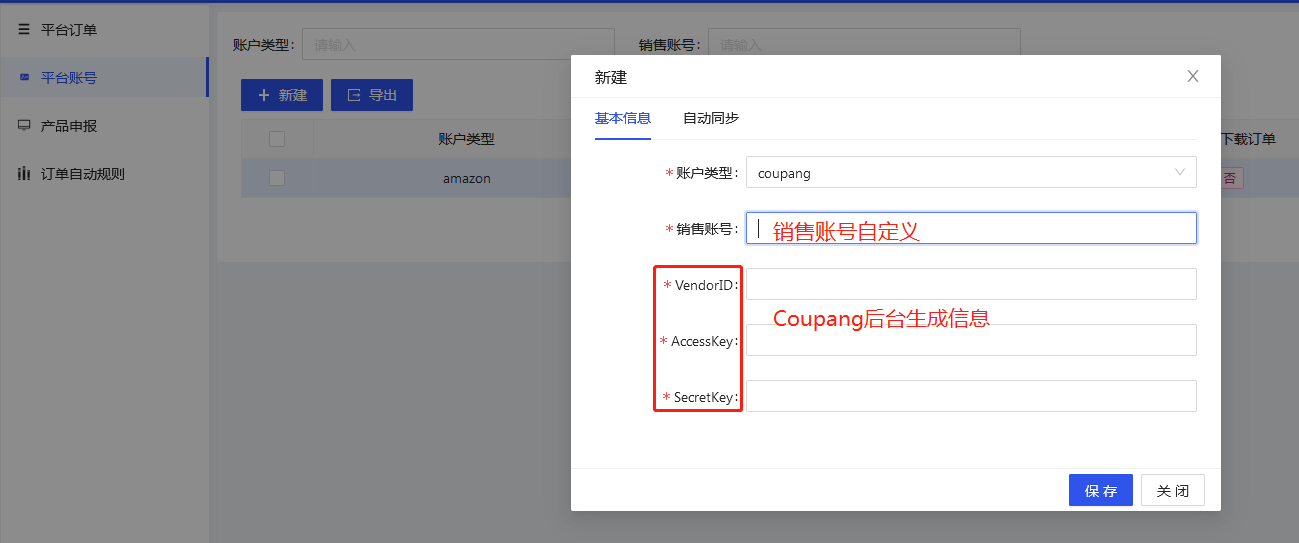 平台订单
平台账号
产品申报
订单自动规则
账户类型: 请输入 销售账号: 请输入
+ 新建 导出
账户类型 下载订单
amazon 否
新建
基本信息 自动同步
* 账户类型: coupang
* 销售账号: 销售账号自定义
* VendorID:
Coupang后台生成信息
* AccessKey:
* SecretKey:
保存 关闭